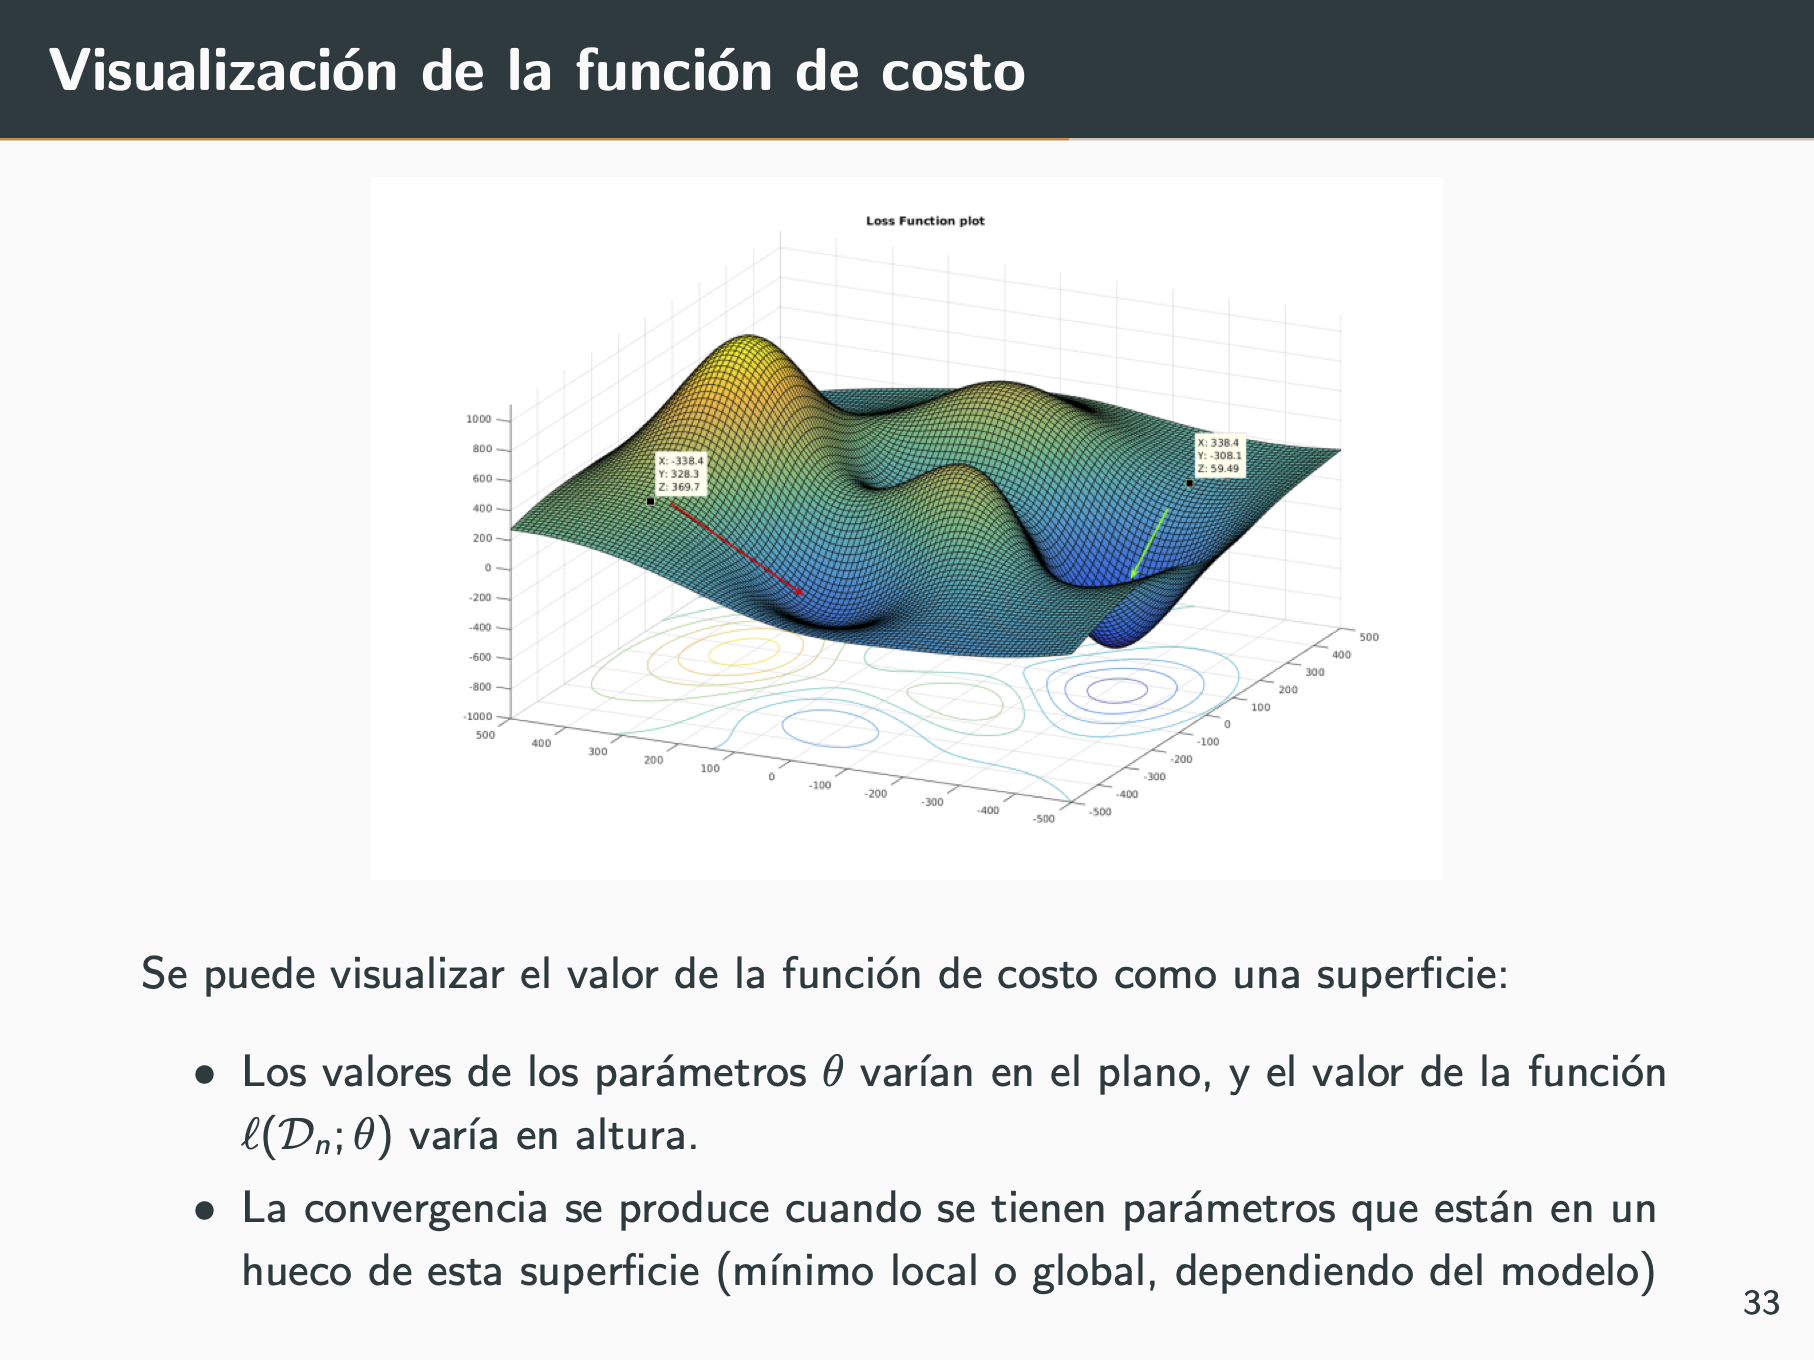 Visualización de la función de costo
Loss Function plot
1000
800
600
400
200
0
-200
-400
-600
-800
-1000
X: -338.4
Y: 328.3
Z: 369.7
X: 338.4
Y: -308.1
Z: 59.49
500
400
300
200
100
0
-100
-200
-300
-400
-500
500
400
300
200
100
0
-100
-200
-300
-400
-500
Se puede visualizar el valor de la función de costo como una superficie:
• Los valores de los parámetros θ varían en el plano, y el valor de la función
ℓ(𝒟ₙ; θ) varía en altura.
• La convergencia se produce cuando se tienen parámetros que están en un
hueco de esta superficie (mínimo local o global, dependiendo del modelo)
33